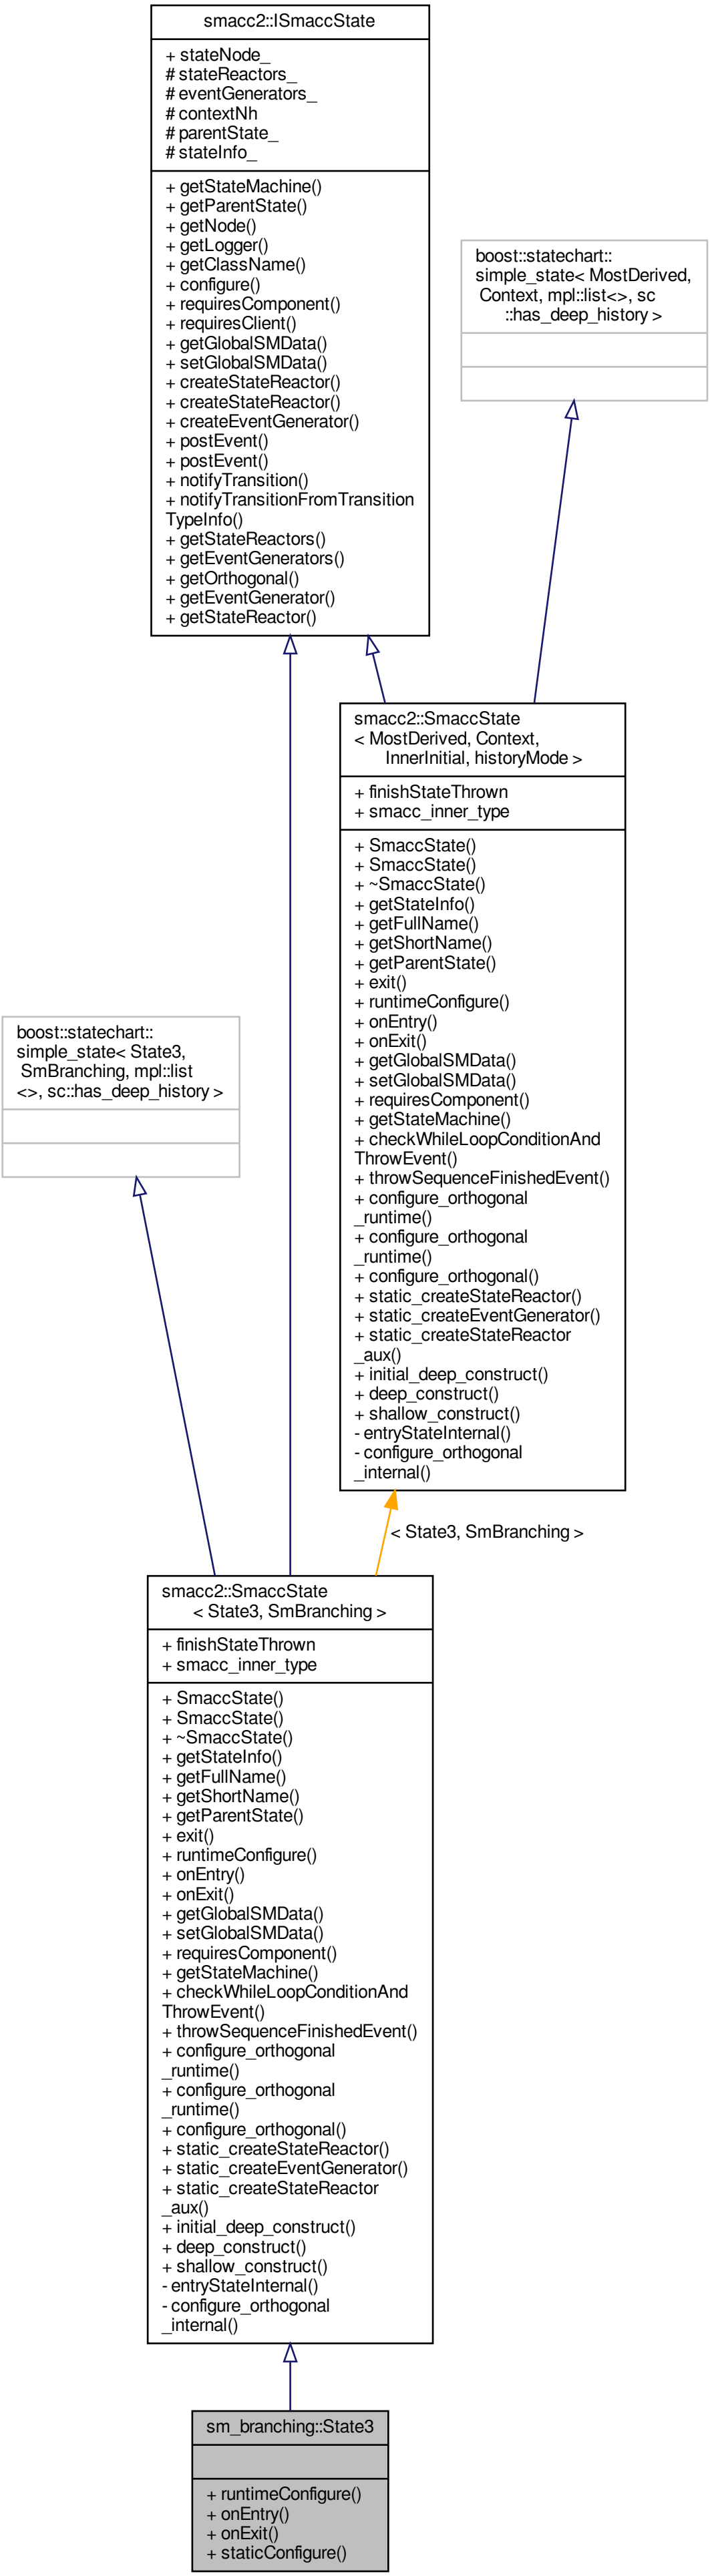 smacc2::ISmaccState
+ stateNode_
# stateReactors_
# eventGenerators_
# contextNh
# parentState_
# stateInfo_
+ getStateMachine()
+ getParentState()
+ getNode()
+ getLogger()
+ getClassName()
+ configure()
+ requiresComponent()
+ requiresClient()
+ getGlobalSMData()
+ setGlobalSMData()
+ createStateReactor()
+ createStateReactor()
+ createEventGenerator()
+ postEvent()
+ postEvent()
+ notifyTransition()
+ notifyTransitionFromTransition
TypeInfo()
+ getStateReactors()
+ getEventGenerators()
+ getOrthogonal()
+ getEventGenerator()
+ getStateReactor()
boost::statechart::
simple_state< MostDerived,
Context, mpl::list<>, sc
::has_deep_history >
smacc2::SmaccState
< MostDerived, Context,
InnerInitial, historyMode >
+ finishStateThrown
+ smacc_inner_type
+ SmaccState()
+ SmaccState()
+ ~SmaccState()
+ getStateInfo()
+ getFullName()
+ getShortName()
+ getParentState()
+ exit()
+ runtimeConfigure()
+ onEntry()
+ onExit()
+ getGlobalSMData()
+ setGlobalSMData()
+ requiresComponent()
+ getStateMachine()
+ checkWhileLoopConditionAnd
ThrowEvent()
+ throwSequenceFinishedEvent()
+ configure_orthogonal
_runtime()
+ configure_orthogonal
_runtime()
+ configure_orthogonal()
+ static_createStateReactor()
+ static_createEventGenerator()
+ static_createStateReactor
_aux()
+ initial_deep_construct()
+ deep_construct()
+ shallow_construct()
- entryStateInternal()
- configure_orthogonal
_internal()
boost::statechart::
simple_state< State3,
SmBranching, mpl::list
<>, sc::has_deep_history >
< State3, SmBranching >
smacc2::SmaccState
< State3, SmBranching >
+ finishStateThrown
+ smacc_inner_type
+ SmaccState()
+ SmaccState()
+ ~SmaccState()
+ getStateInfo()
+ getFullName()
+ getShortName()
+ getParentState()
+ exit()
+ runtimeConfigure()
+ onEntry()
+ onExit()
+ getGlobalSMData()
+ setGlobalSMData()
+ requiresComponent()
+ getStateMachine()
+ checkWhileLoopConditionAnd
ThrowEvent()
+ throwSequenceFinishedEvent()
+ configure_orthogonal
_runtime()
+ configure_orthogonal
_runtime()
+ configure_orthogonal()
+ static_createStateReactor()
+ static_createEventGenerator()
+ static_createStateReactor
_aux()
+ initial_deep_construct()
+ deep_construct()
+ shallow_construct()
- entryStateInternal()
- configure_orthogonal
_internal()
sm_branching::State3
+ runtimeConfigure()
+ onEntry()
+ onExit()
+ staticConfigure()